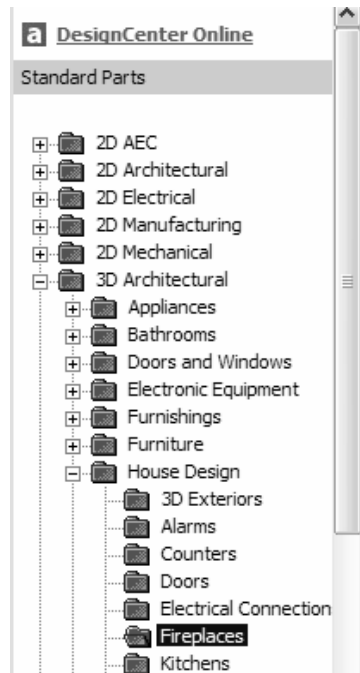 a DesignCenter Online
Standard Parts
2D AEC
2D Architectural
2D Electrical
2D Manufacturing
2D Mechanical
3D Architectural
Appliances
Bathrooms
Doors and Windows
Electronic Equipment
Furnishings
Furniture
House Design
3D Exteriors
Alarms
Counters
Doors
Electrical Connection
Fireplaces
Kitchens